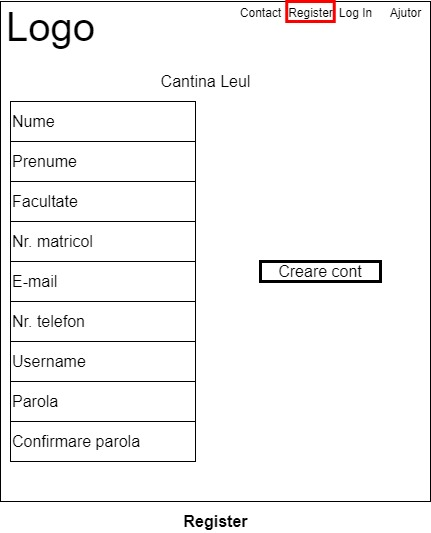 Logo
Contact Register Log In Ajutor
Cantina Leul
Nume
Prenume
Facultate
Nr. matricol
E-mail
Nr. telefon
Username
Parola
Confirmare parola
Creare cont
Register